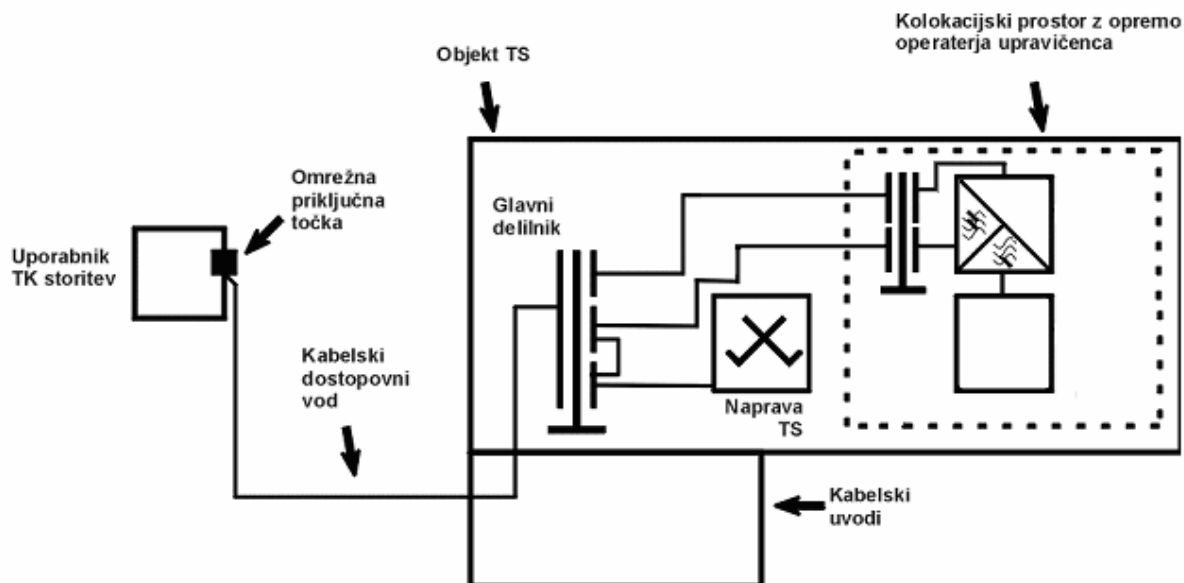 Kolokacijski prostor z opremo
operaterja upravičenca
Objekt TS
Omrežna
priključna
točka
Glavni
delilnik
Uporabnik
TK storitev
Kabelski
dostopovni
vod
Naprava
TS
Kabelski
uvodi